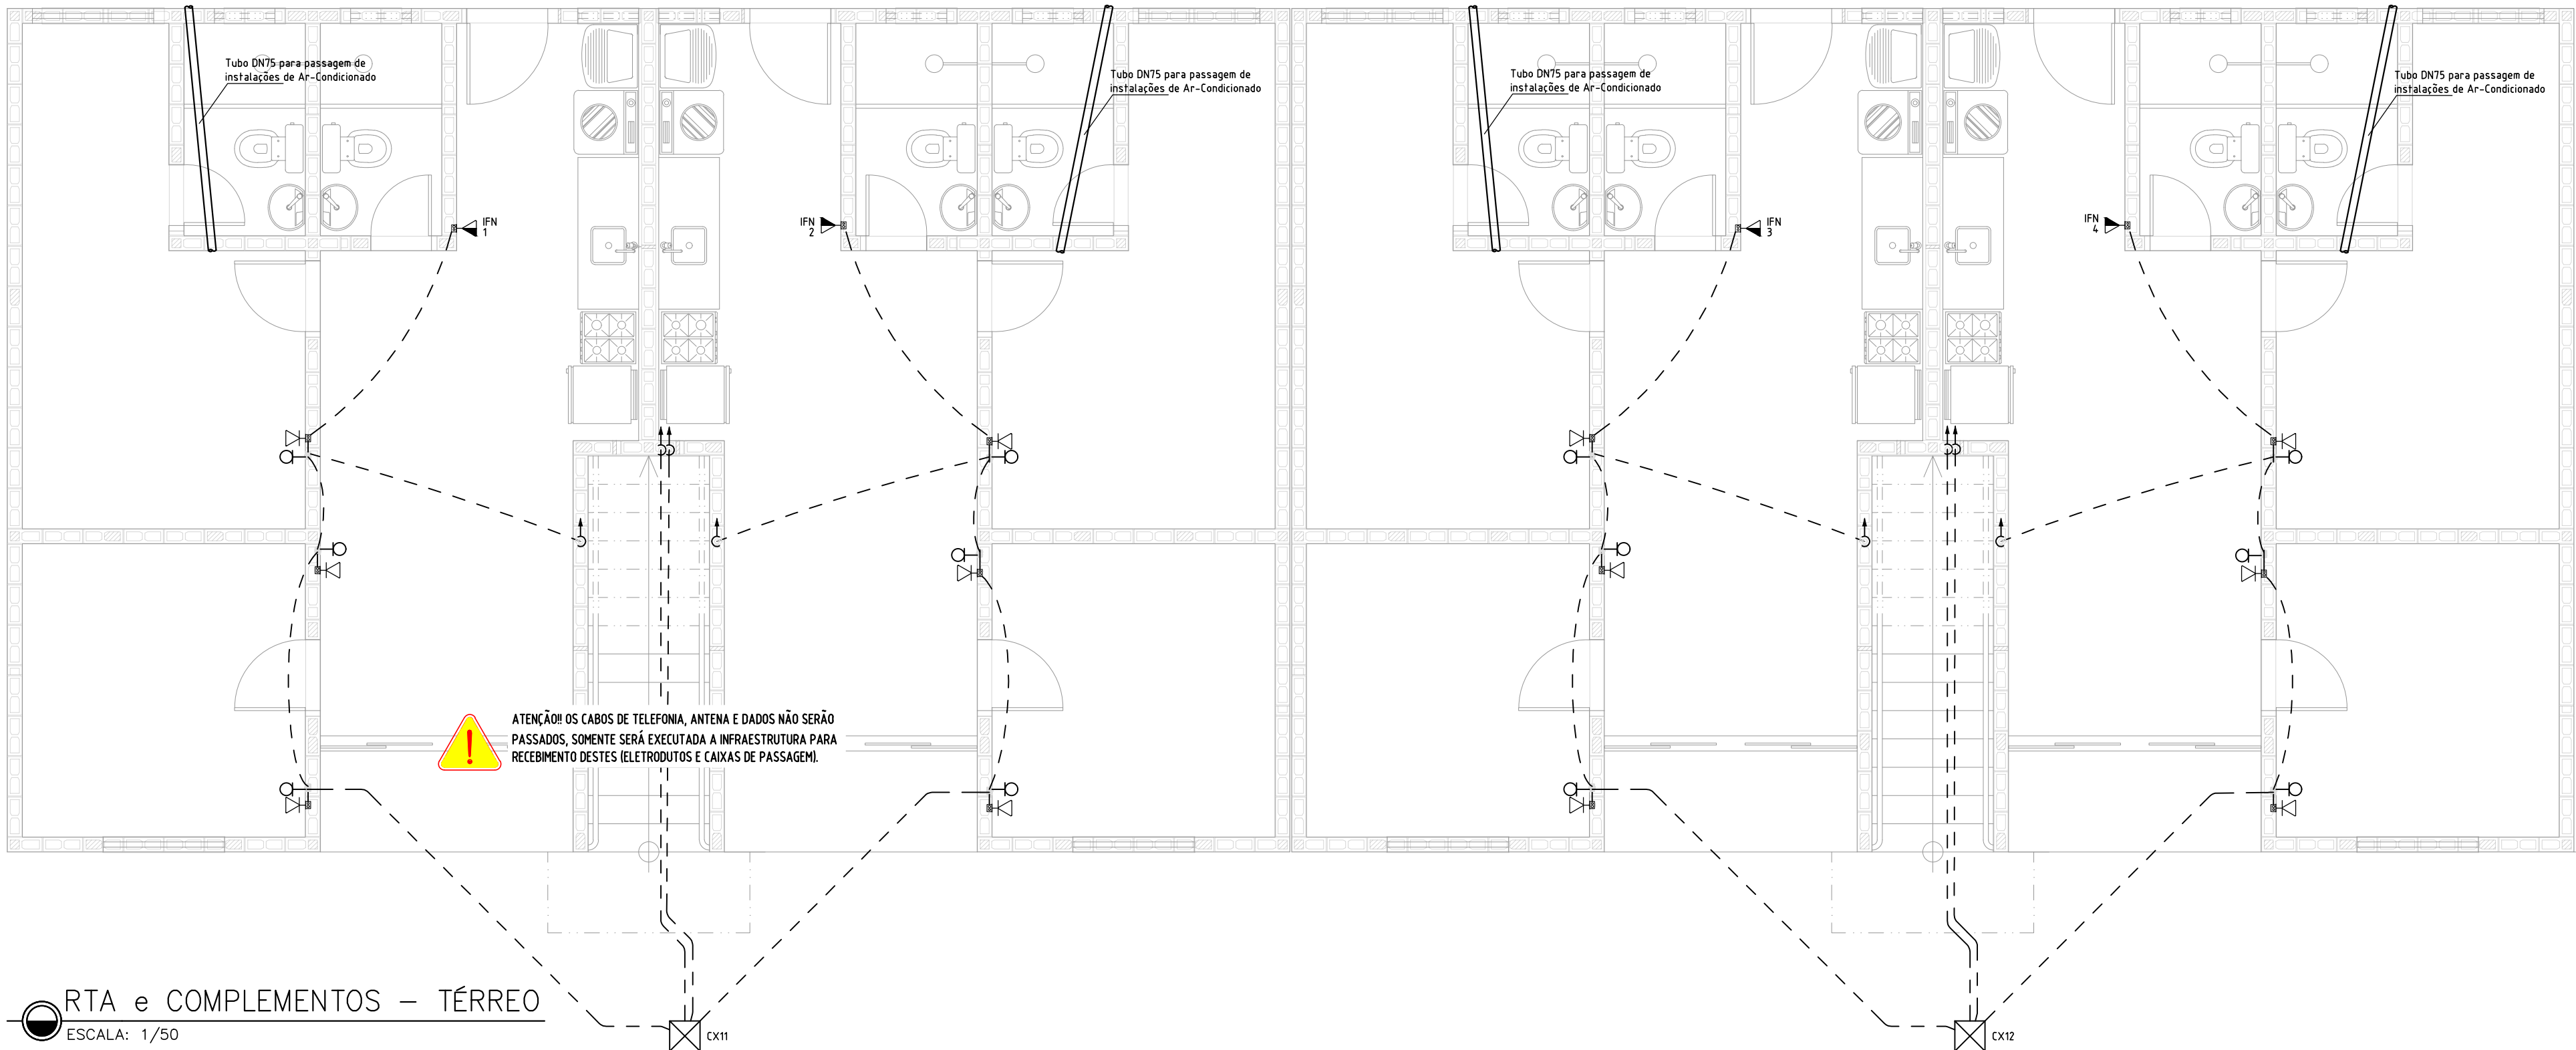 Tubo DN75 para passagem de
instalações de Ar-Condicionado
Tubo DN75 para passagem de
instalações de Ar-Condicionado
Tubo DN75 para passagem de
instalações de Ar-Condicionado
Tubo DN75 para passagem de
instalações de Ar-Condicionado
IFN
1
IFN
2
IFN
3
IFN
4
ATENÇÃO!! OS CABOS DE TELEFONIA, ANTENA E DADOS NÃO SERÃO
PASSADOS, SOMENTE SERÁ EXECUTADA A INFRAESTRUTURA PARA
RECEBIMENTO DESTES (ELETRODUTOS E CAIXAS DE PASSAGEM).
RTA e COMPLEMENTOS – TÉRREO
ESCALA: 1/50
CX11
CX12